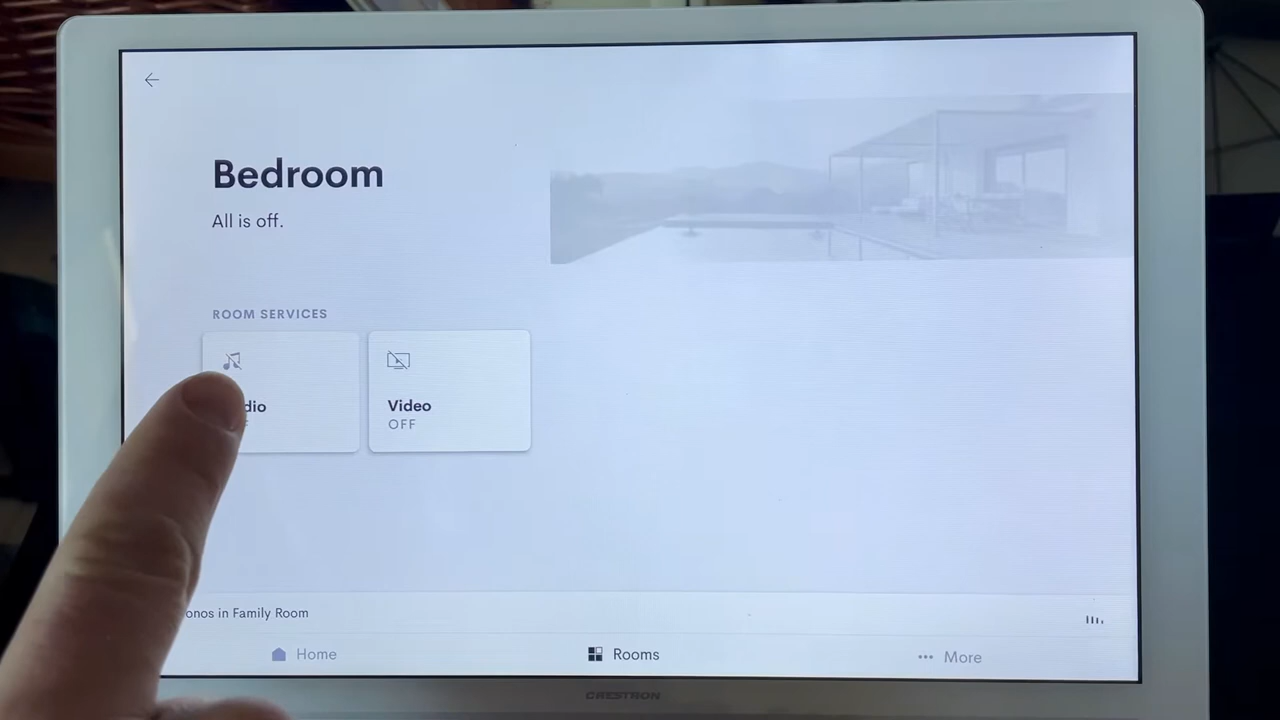 Bedroom
All is off.
ROOM SERVICES
dio
Video
OFF
onos in Family Room
Home
Rooms
More
CRESTRON